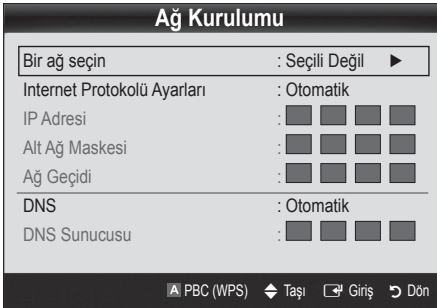 Ağ Kurulumu
Bir ağ seçin : Seçili Değil ►
Internet Protokolü Ayarları : Otomatik
IP Adresi :
Alt Ağ Maskesi :
Ağ Geçidi :
DNS : Otomatik
DNS Sunucusu :
A PBC (WPS) Taşı Giriş Dön